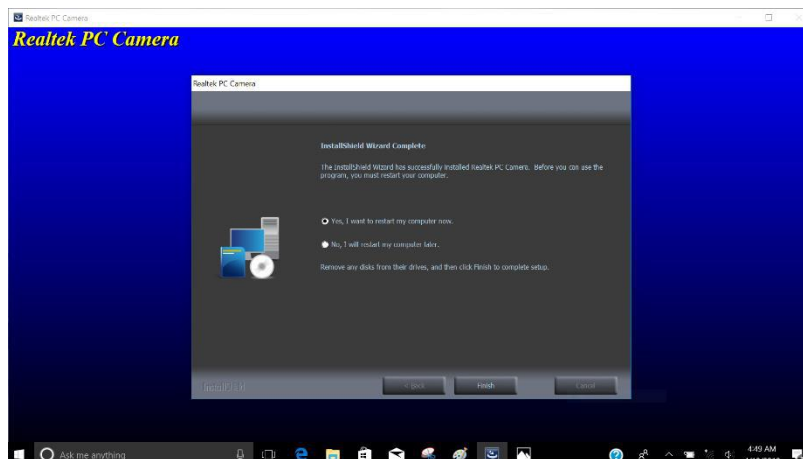 Realtek PC Camera
Realtek PC Camera
Realtek PC Camera
InstallShield Wizard Complete
The InstallShield Wizard has successfully installed Realtek PC Camera. Before you can use the
program, you must restart your computer.
Yes, I want to restart my computer now.
No, I will restart my computer later.
Remove any disks from their drives, and then click Finish to complete setup.
InstallShield
< Back
Finish
Cancel
Ask me anything
4:49 AM